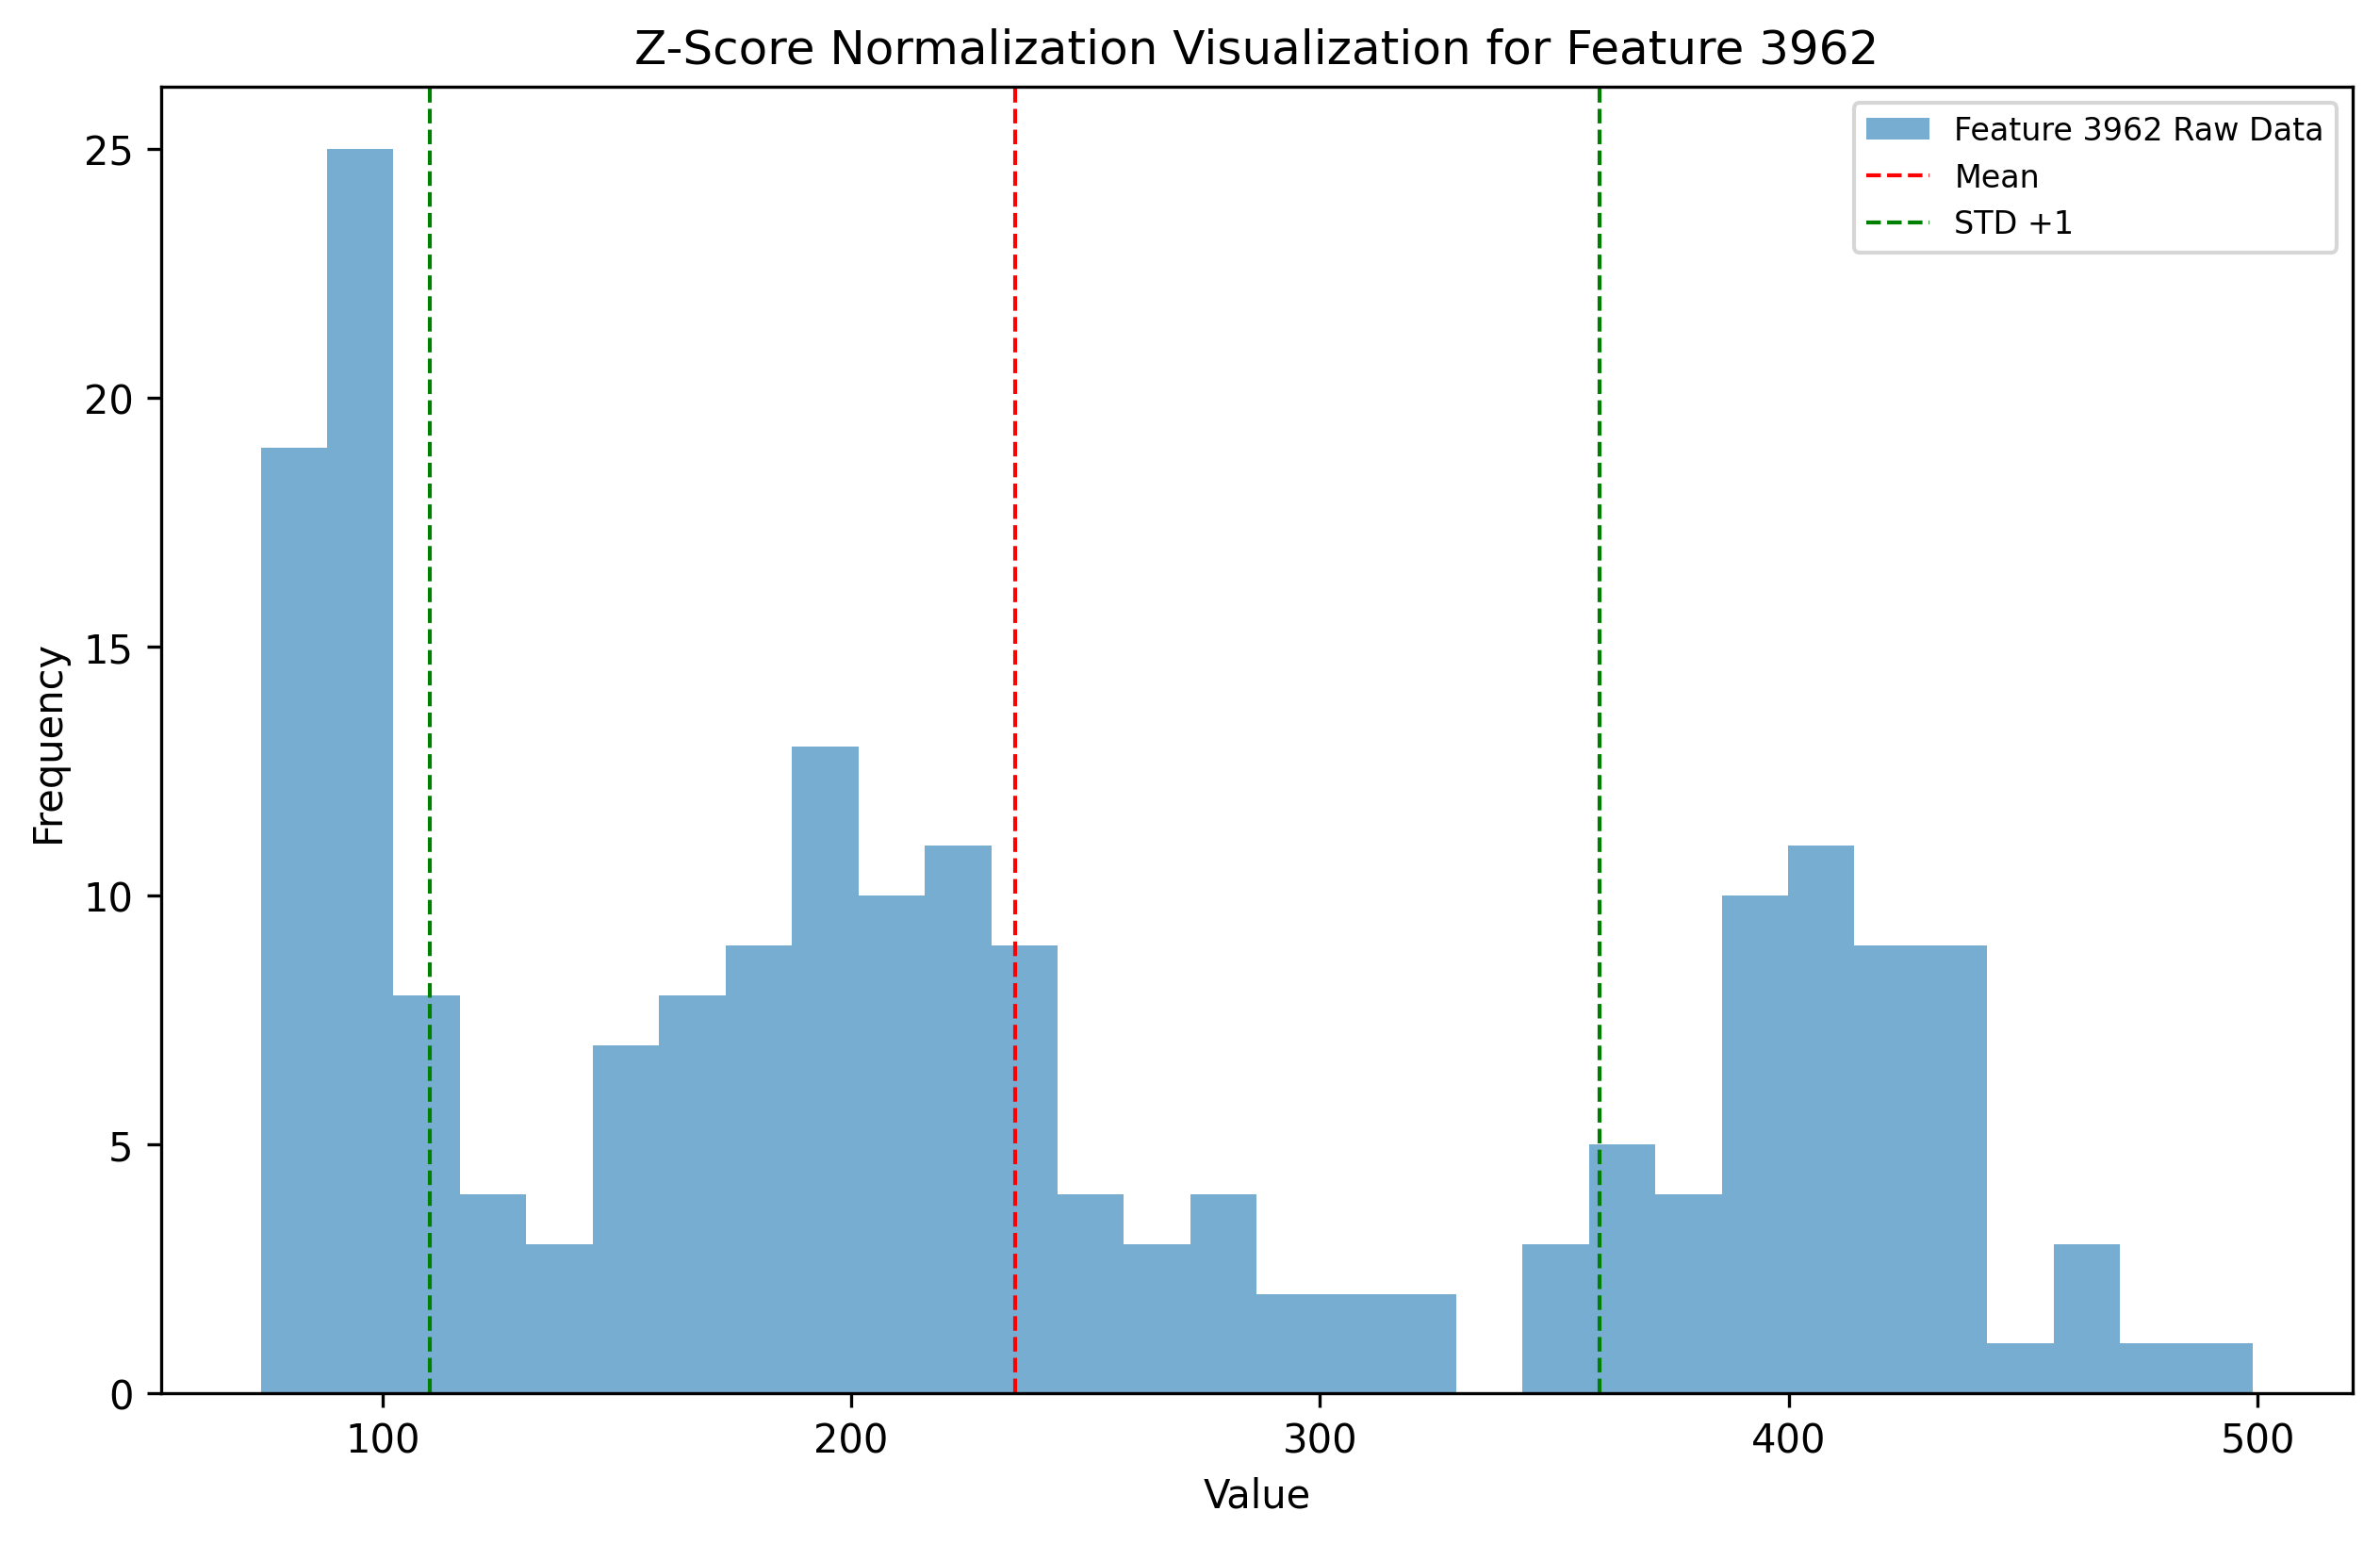 Z-Score Normalization Visualization for Feature 3962
Feature 3962 Raw Data
Mean
STD +1
25
20
15
10
5
0
Frequency
100 200 300 400 500
Value